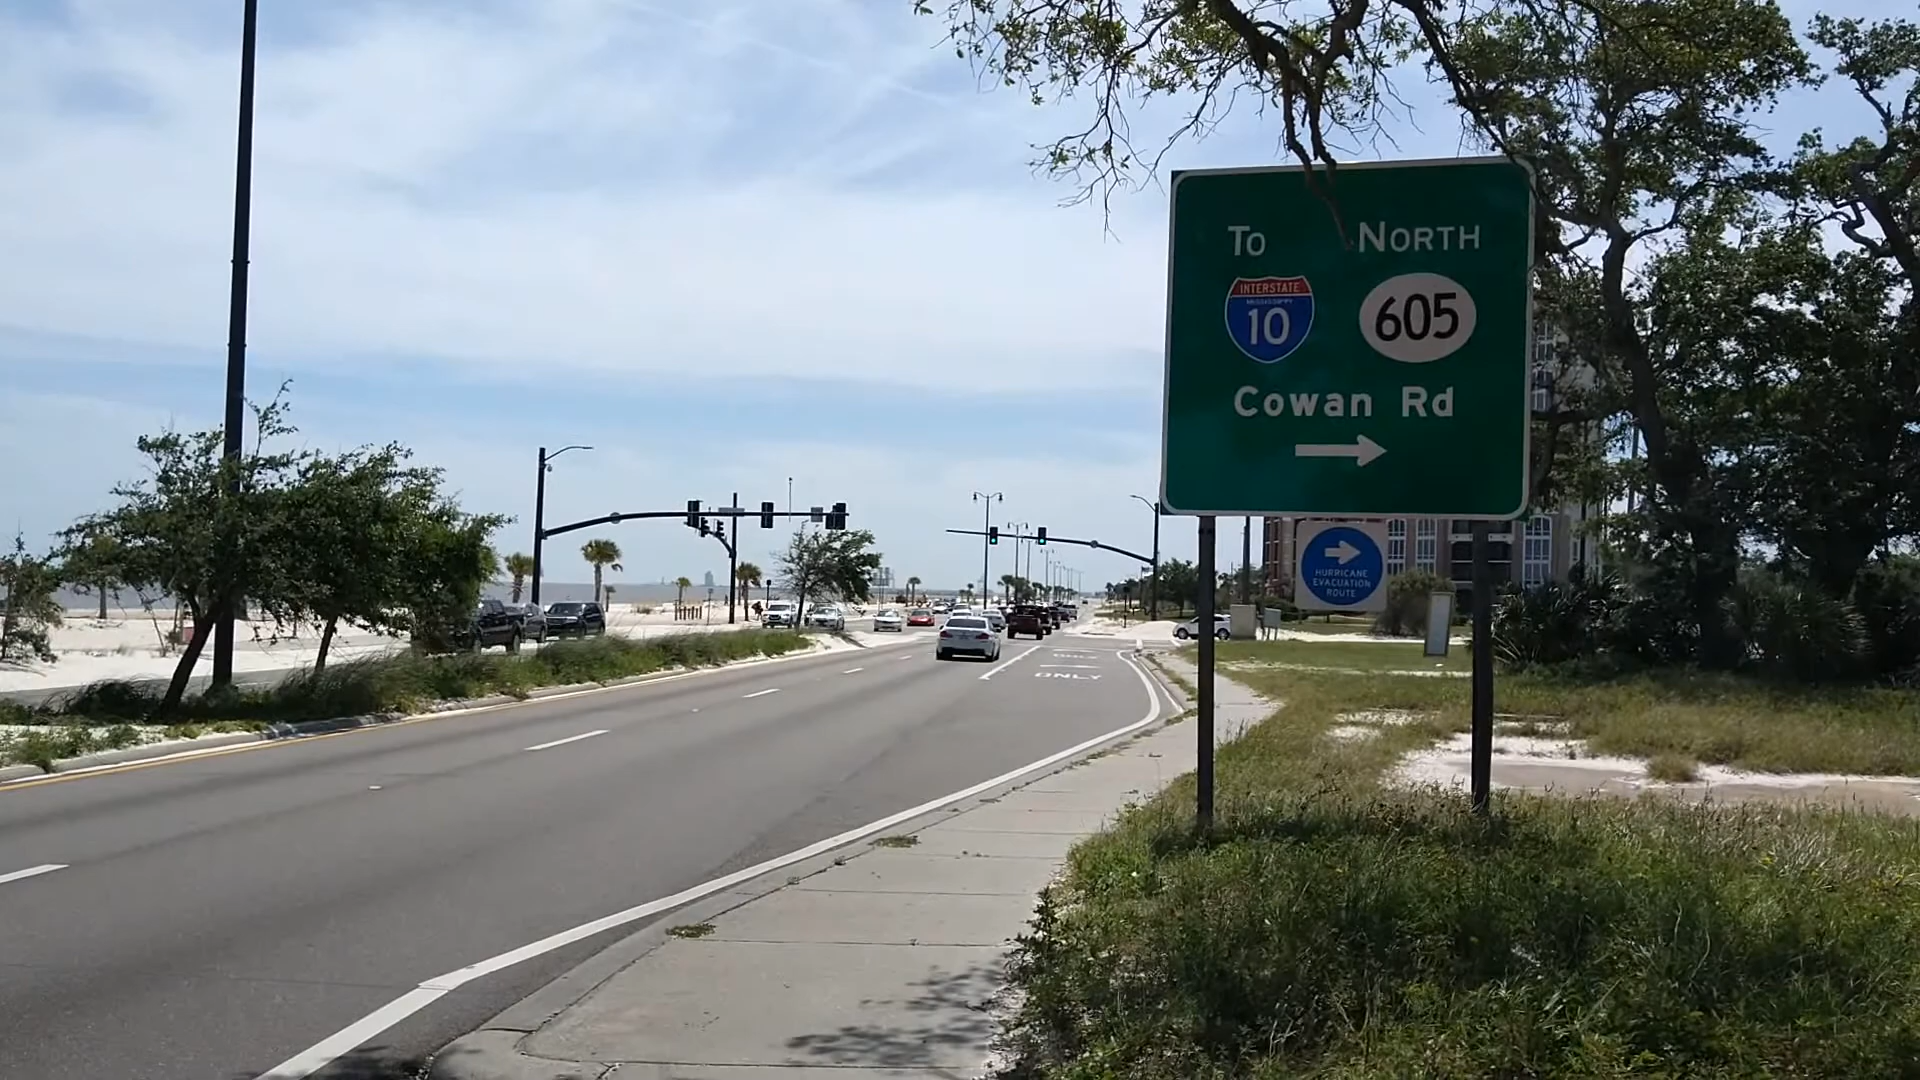 To NORTH
INTERSTATE
MISSISSIPPI
10
605
Cowan Rd
HURRICANE
EVACUATION
ROUTE
ONLY